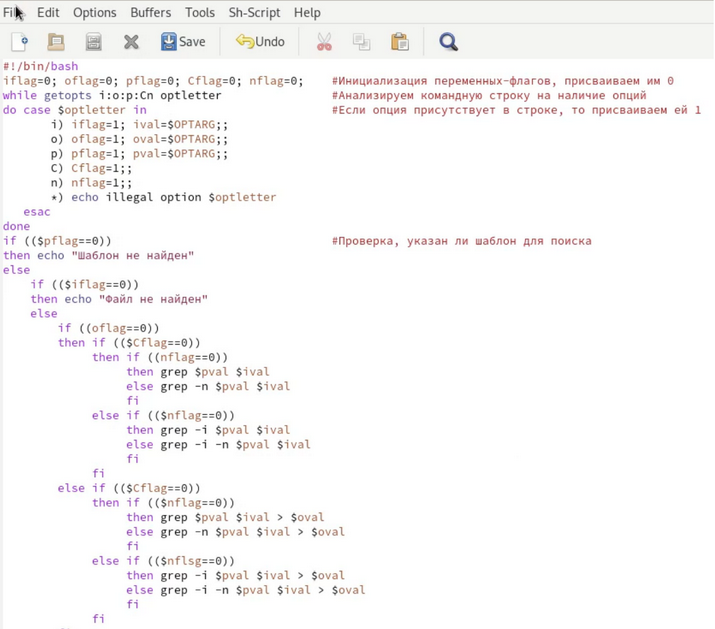 File Edit Options Buffers Tools Sh-Script Help
Save Undo
#!/bin/bash
iflag=0; oflag=0; pflag=0; Cflag=0; nflag=0; #Инициализация переменных-флагов, присваиваем им 0
while getopts i:o:p:Cn optletter #Анализируем командную строку на наличие опций
do case $optletter in #Если опция присутствует в строке, то присваиваем ей 1
i) iflag=1; ival=$OPTARG;;
o) oflag=1; oval=$OPTARG;;
p) pflag=1; pval=$OPTARG;;
C) Cflag=1;;
n) nflag=1;;
*) echo illegal option $optletter
esac
done
if (($pflag==0)) #Проверка, указан ли шаблон для поиска
then echo "Шаблон не найден"
else
if (($iflag==0))
then echo "Файл не найден"
else
if ((oflag==0))
then if (($Cflag==0))
then if ((nflag==0))
then grep $pval $ival
else grep -n $pval $ival
fi
else if (($nflag==0))
then grep -i $pval $ival
else grep -i -n $pval $ival
fi
fi
else if (($Cflag==0))
then if (($nflag==0))
then grep $pval $ival > $oval
else grep -n $pval $ival > $oval
fi
else if (($nflsg==0))
then grep -i $pval $ival > $oval
else grep -i -n $pval $ival > $oval
fi
fi